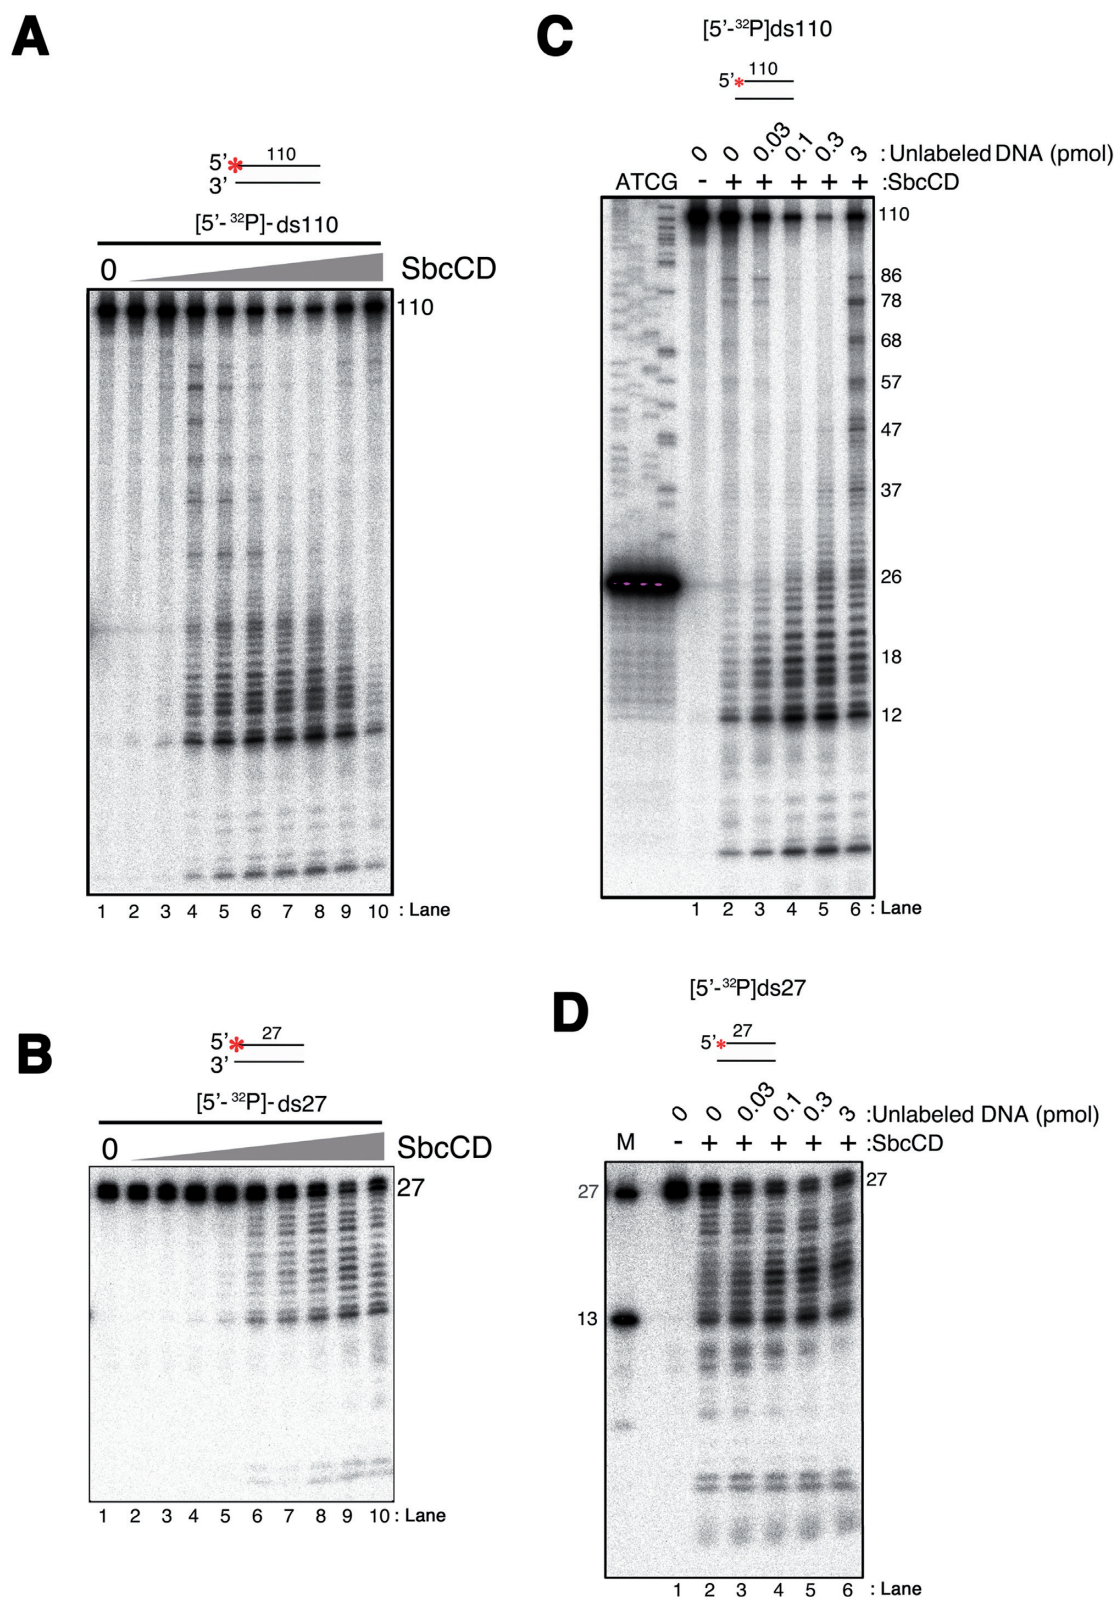 A
5’ * 110
3’
[5’-³²P]-ds110
0 SbcCD
110
1 2 3 4 5 6 7 8 9 10 : Lane
B
5’ * 27
3’
[5’-³²P]-ds27
0 SbcCD
27
1 2 3 4 5 6 7 8 9 10 : Lane
C
[5’-³²P]ds110
110
5’*
0 0 0.03 0.1 0.3 3 :Unlabeled DNA (pmol)
ATCG - + + + + + :SbcCD
110
86
78
68
57
47
37
26
18
12
1 2 3 4 5 6 : Lane
D
[5’-³²P]ds27
27
5’*
0 0 0.03 0.1 0.3 3 :Unlabeled DNA (pmol)
M - + + + + + :SbcCD
27 27
13
1 2 3 4 5 6 : Lane